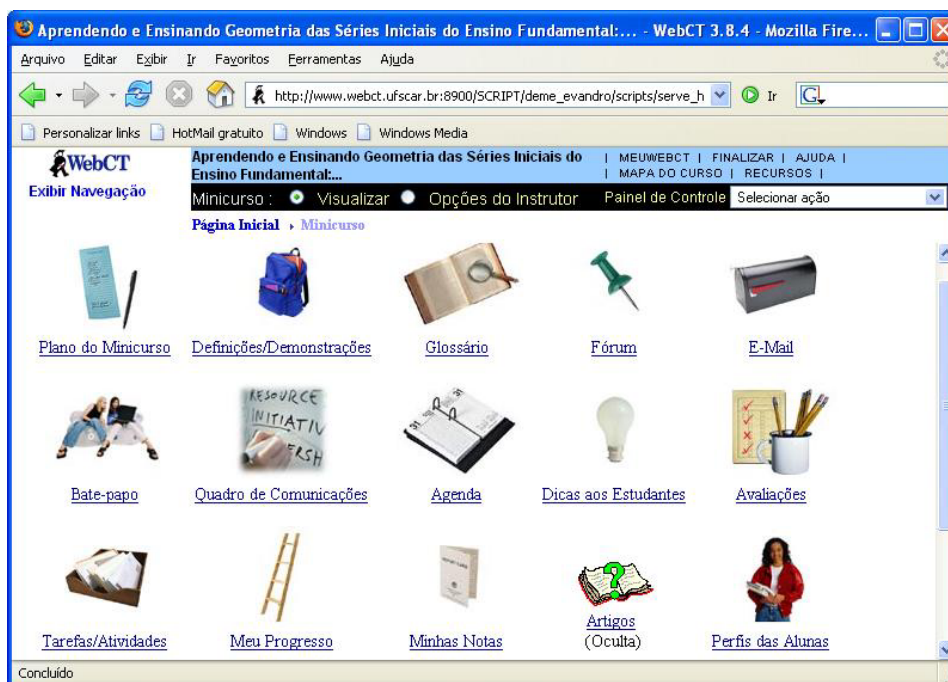 Aprendendo e Ensinando Geometria das Séries Iniciais do Ensino Fundamental:... - WebCT 3.8.4 - Mozilla Fire...
Arquivo Editar Exibir Ir Favoritos Ferramentas Ajuda
http://www.webct.ufscar.br:8900/SCRIPT/deme_evandro/scripts/serve_h Ir G
Personalizar links HotMail gratuito Windows Windows Media
WebCT
Exibir Navegação
Aprendendo e Ensinando Geometria das Séries Iniciais do
Ensino Fundamental:...
| MEUWEBCT | FINALIZAR | AJUDA |
| MAPA DO CURSO | RECURSOS |
Minicurso : Visualizar Opções do Instrutor Painel de Controle Selecionar ação
Página Inicial › Minicurso
Plano do Minicurso Definições/Demonstrações Glossário Fórum E-Mail
RESOURCE
INITIATIV
ERSH
31 31
Bate-papo Quadro de Comunicações Agenda Dicas aos Estudantes Avaliações
?
Tarefas/Atividades Meu Progresso Minhas Notas Artigos Perfis das Alunas
(Oculta)
Concluído